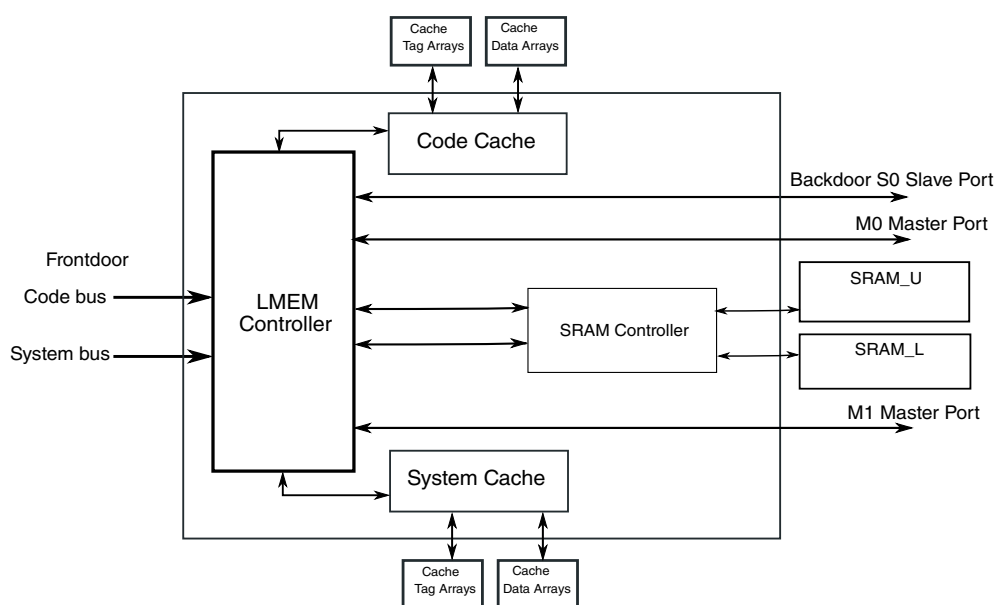 Cache
Tag Arrays
Cache
Data Arrays
Code Cache
Backdoor S0 Slave Port
M0 Master Port
Frontdoor
Code bus
System bus
LMEM
Controller
SRAM Controller
SRAM_U
SRAM_L
M1 Master Port
System Cache
Cache
Tag Arrays
Cache
Data Arrays